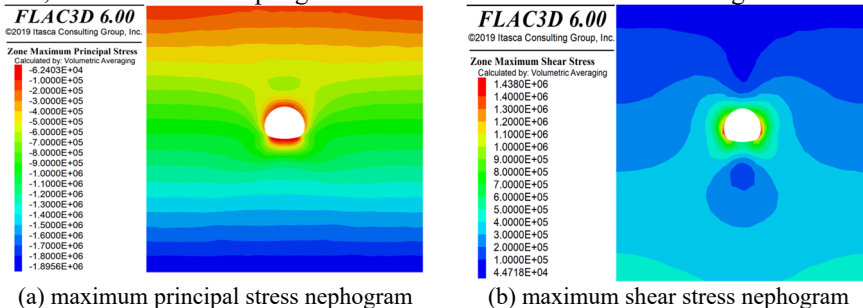 FLAC3D 6.00
©2019 Itasca Consulting Group, Inc.
Zone Maximum Principal Stress
Calculated by: Volumetric Averaging
-6.2403E+04
-1.0000E+05
-2.0000E+05
-3.0000E+05
-4.0000E+05
-5.0000E+05
-6.0000E+05
-7.0000E+05
-8.0000E+05
-9.0000E+05
-1.0000E+06
-1.1000E+06
-1.2000E+06
-1.3000E+06
-1.4000E+06
-1.5000E+06
-1.6000E+06
-1.7000E+06
-1.8000E+06
-1.8956E+06
(a) maximum principal stress nephogram
FLAC3D 6.00
©2019 Itasca Consulting Group, Inc.
Zone Maximum Shear Stress
Calculated by: Volumetric Averaging
1.4380E+06
1.4000E+06
1.3000E+06
1.2000E+06
1.1000E+06
1.0000E+06
9.0000E+05
8.0000E+05
7.0000E+05
6.0000E+05
5.0000E+05
4.0000E+05
3.0000E+05
2.0000E+05
1.0000E+05
4.4718E+04
(b) maximum shear stress nephogram